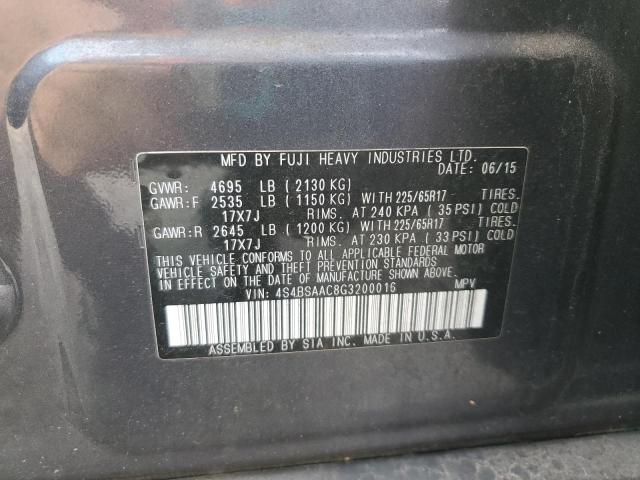 MFD BY FUJI HEAVY INDUSTRIES LTD.
DATE: 06/15
GVWR: 4695 LB ( 2130 KG)
GAWR:F 2535 LB ( 1150 KG) WITH 225/65R17 TIRES.
17X7J RIMS. AT 240 KPA ( 35 PSI) COLD
GAWR:R 2645 LB ( 1200 KG) WITH 225/65R17 TIRES.
17X7J RIMS. AT 230 KPA ( 33 PSI) COLD
THIS VEHICLE CONFORMS TO ALL APPLICABLE FEDERAL MOTOR
VEHICLE SAFETY AND THEFT PREVENTION STANDARDS
IN EFFECT ON THE DATE OF MANUFACTURE SHOWN ABOVE.
VIN: 4S4BSAAC8G3200016 MPV
ASSEMBLED BY SIA INC. MADE IN U.S.A.